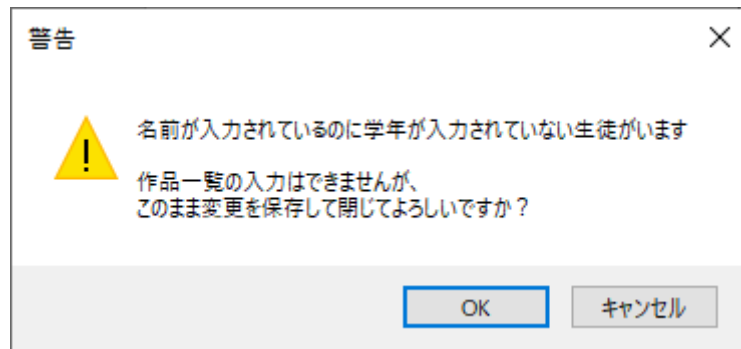 警告
名前が入力されているのに学年が入力されていない生徒がいます
作品一覧の入力はできませんが、
このまま変更を保存して閉じてよろしいですか？
OK
キャンセル